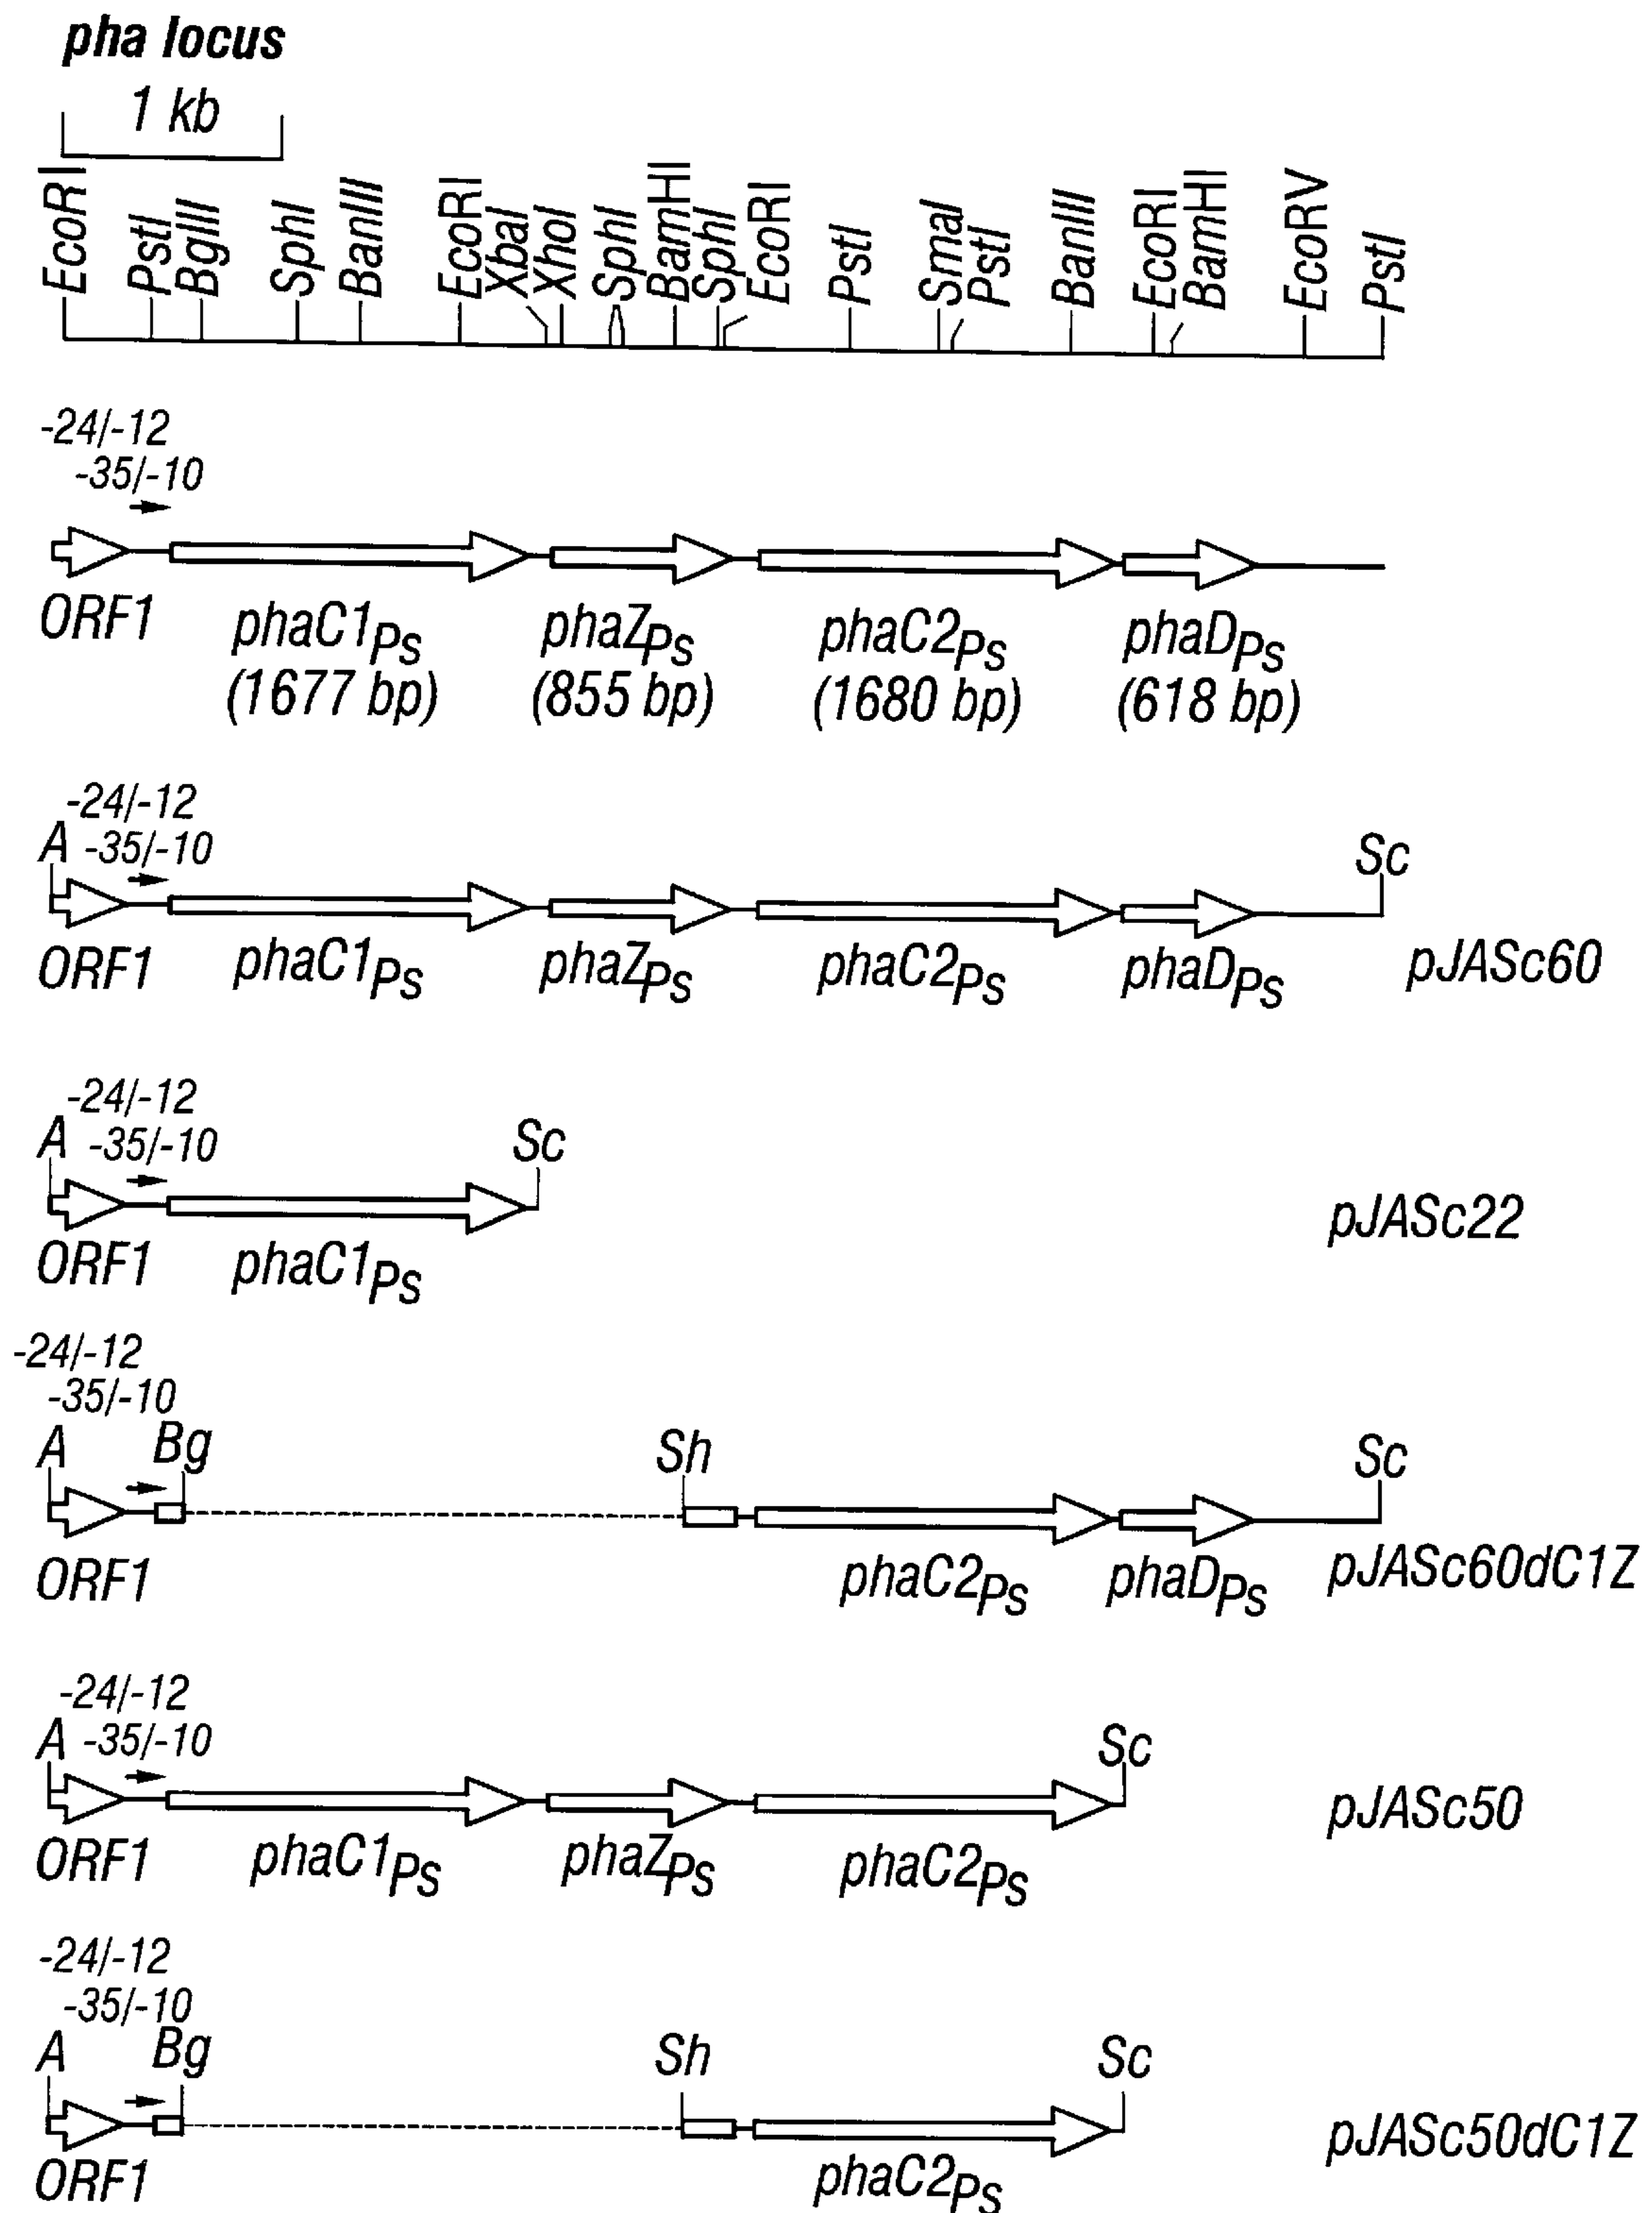 pha locus
1 kb
EcoRI PstI BglII SphI BanIII EcoRI XbaI XhoI SphI BamHI SphI EcoRI PstI SmaI PstI BanIII EcoRI BamHI EcoRV PstI
-24/-12
-35/-10
ORF1 phaC1Ps phaZPs phaC2Ps phaDPs
(1677 bp) (855 bp) (1680 bp) (618 bp)
-24/-12
A -35/-10 Sc
ORF1 phaC1Ps phaZPs phaC2Ps phaDPs pJASc60
-24/-12
A -35/-10 Sc
pJASc22
ORF1 phaC1Ps
-24/-12
-35/-10
A Bg Sh Sc
ORF1 phaC2Ps phaDPs pJASc60dC1Z
-24/-12
A -35/-10 Sc
pJASc50
ORF1 phaC1Ps phaZPs phaC2Ps
-24/-12
-35/-10
A Bg Sh Sc
pJASc50dC1Z
ORF1 phaC2Ps